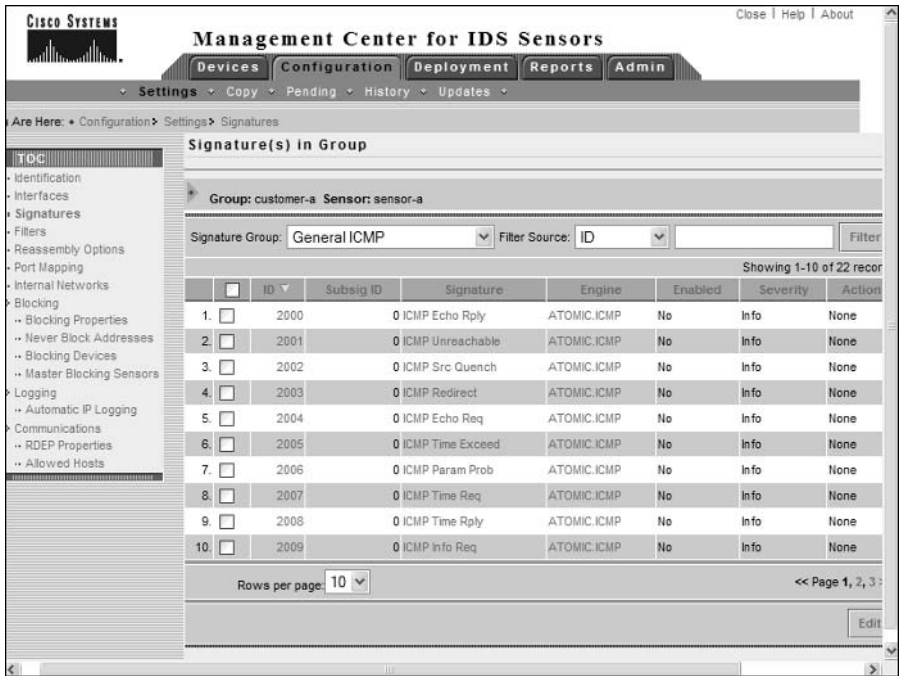 Close | Help | About
CISCO SYSTEMS
Management Center for IDS Sensors
Devices Configuration Deployment Reports Admin
Settings Copy Pending History Updates
Are Here: Configuration> Settings> Signatures
TOC
Identification
Interfaces
Signatures
Filters
Reassembly Options
Port Mapping
Internal Networks
Blocking
Blocking Properties
Never Block Addresses
Blocking Devices
Master Blocking Sensors
Logging
Automatic IP Logging
Communications
RDEP Properties
Allowed Hosts
Signature(s) in Group
Group: customer-a Sensor: sensor-a
Signature Group: General ICMP Filter Source: ID Filter
Showing 1-10 of 22 recor
ID Subsig ID Signature Engine Enabled Severity Action
1. 2000 0 ICMP Echo Rply ATOMIC.ICMP No Info None
2. 2001 0 ICMP Unreachable ATOMIC.ICMP No Info None
3. 2002 0 ICMP Src Quench ATOMIC.ICMP No Info None
4. 2003 0 ICMP Redirect ATOMIC.ICMP No Info None
5. 2004 0 ICMP Echo Req ATOMIC.ICMP No Info None
6. 2005 0 ICMP Time Exceed ATOMIC.ICMP No Info None
7. 2006 0 ICMP Param Prob ATOMIC.ICMP No Info None
8. 2007 0 ICMP Time Req ATOMIC.ICMP No Info None
9. 2008 0 ICMP Time Rply ATOMIC.ICMP No Info None
10. 2009 0 ICMP Info Req ATOMIC.ICMP No Info None
Rows per page: 10 << Page 1, 2, 3
Edit